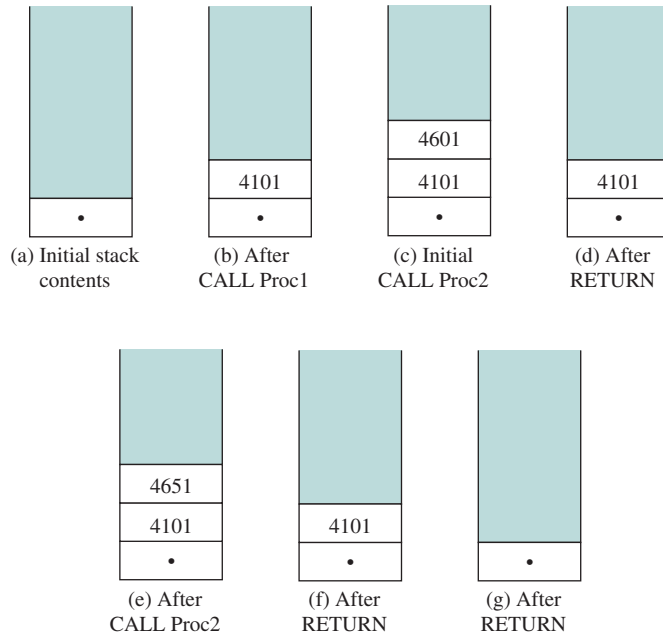 4601
4101
4101
4101
•
•
•
•
(a) Initial stack
contents
(b) After
CALL Proc1
(c) Initial
CALL Proc2
(d) After
RETURN
4651
4101
4101
•
•
•
(e) After
CALL Proc2
(f) After
RETURN
(g) After
RETURN